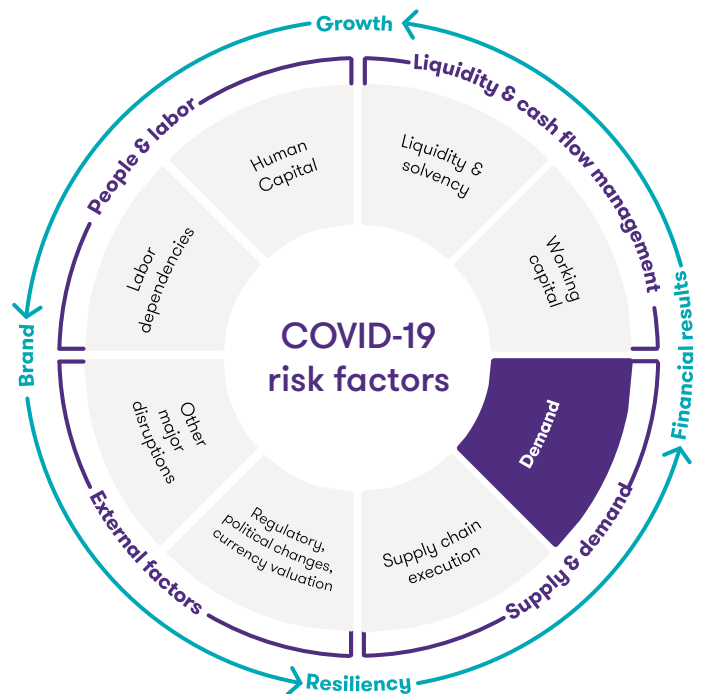 Growth
Liquidity & cash flow management
People & labor
Human
Capital
Liquidity &
solvency
Labor
dependencies
Working
capital
Financial results
Brand
COVID-19
risk factors
Other
major
disruptions
Demand
Regulatory,
political changes,
currency valuation
Supply chain
execution
External factors
Supply & demand
Resiliency